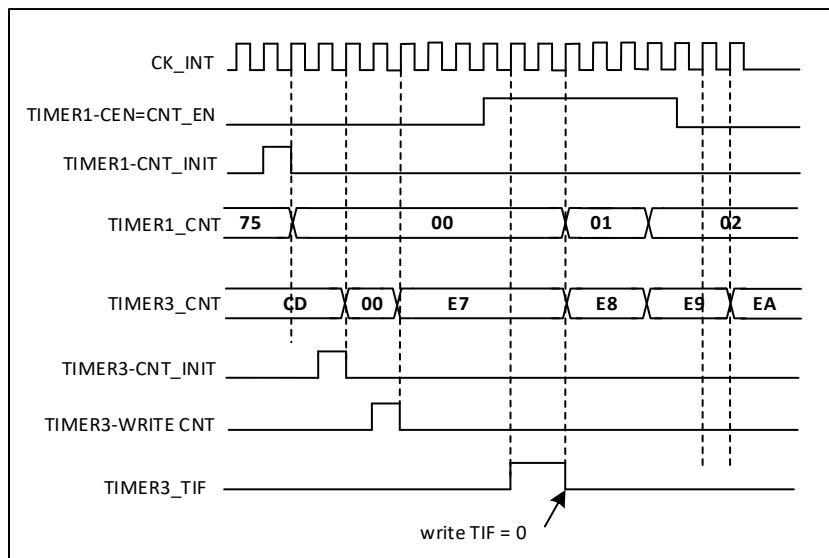 CK_INT
TIMER1-CEN=CNT_EN
TIMER1-CNT_INIT
TIMER1_CNT 75 00 01 02
TIMER3_CNT CD 00 E7 E8 E9 EA
TIMER3-CNT_INIT
TIMER3-WRITE CNT
TIMER3_TIF
write TIF = 0